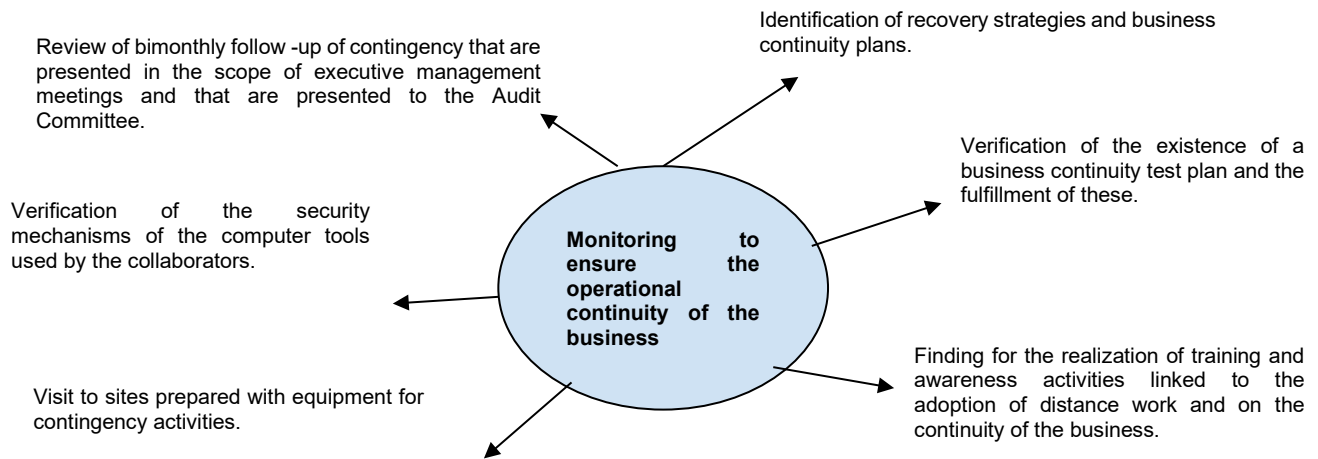 Identification of recovery strategies and business
continuity plans.
Review of bimonthly follow -up of contingency that are
presented in the scope of executive management
meetings and that are presented to the Audit
Committee.
Verification of the existence of a
business continuity test plan and the
fulfillment of these.
Verification of the security
mechanisms of the computer tools
used by the collaborators.
Monitoring to
ensure the
operational
continuity of the
business
Finding for the realization of training and
awareness activities linked to the
adoption of distance work and on the
continuity of the business.
Visit to sites prepared with equipment for
contingency activities.